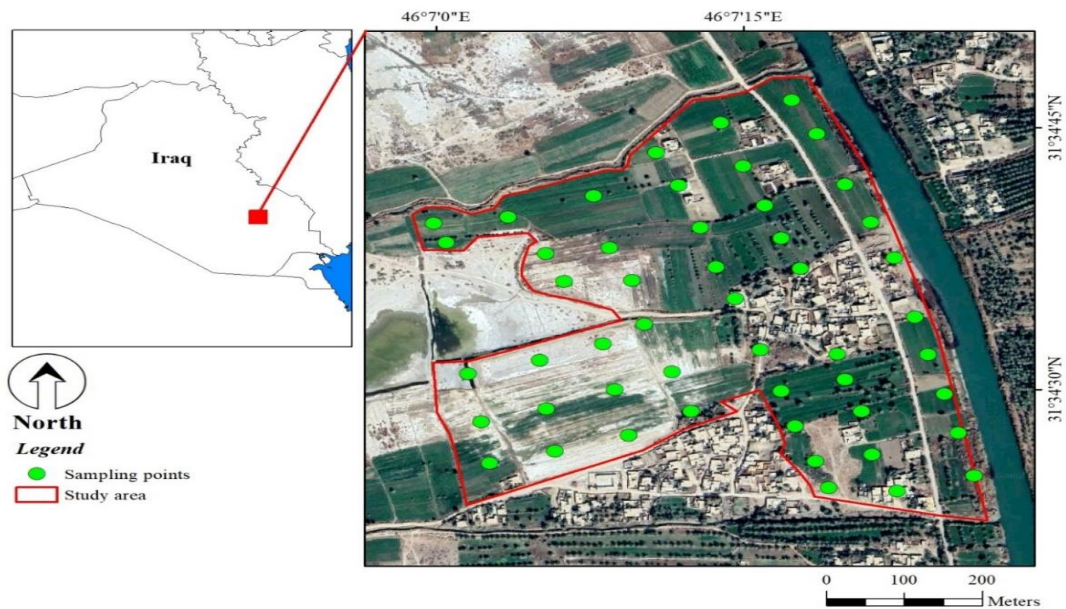 46°7'0"E
46°7'15"E
Iraq
31°34'45"N
31°34'30"N
North
Legend
Sampling points
Study area
0 100 200
Meters